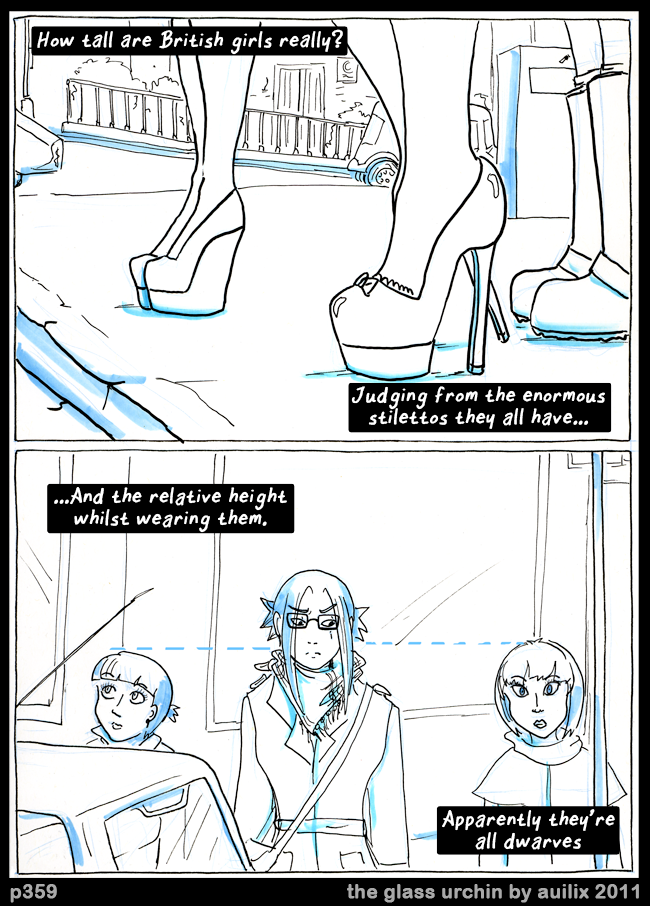 How tall are British girls really?
Judging from the enormous
stilettos they all have...
...And the relative height
whilst wearing them.
Apparently they're
all dwarves
p359
the glass urchin by auilix 2011